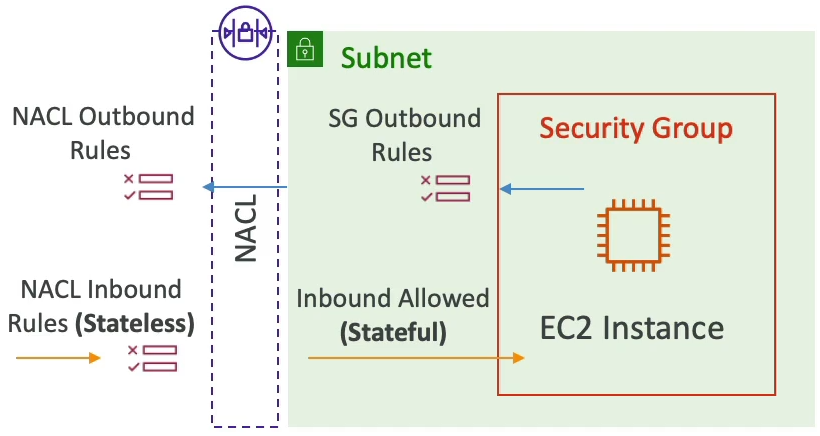 Subnet
NACL Outbound
Rules
SG Outbound
Rules
Security Group
NACL
NACL Inbound
Rules (Stateless)
Inbound Allowed
(Stateful)
EC2 Instance